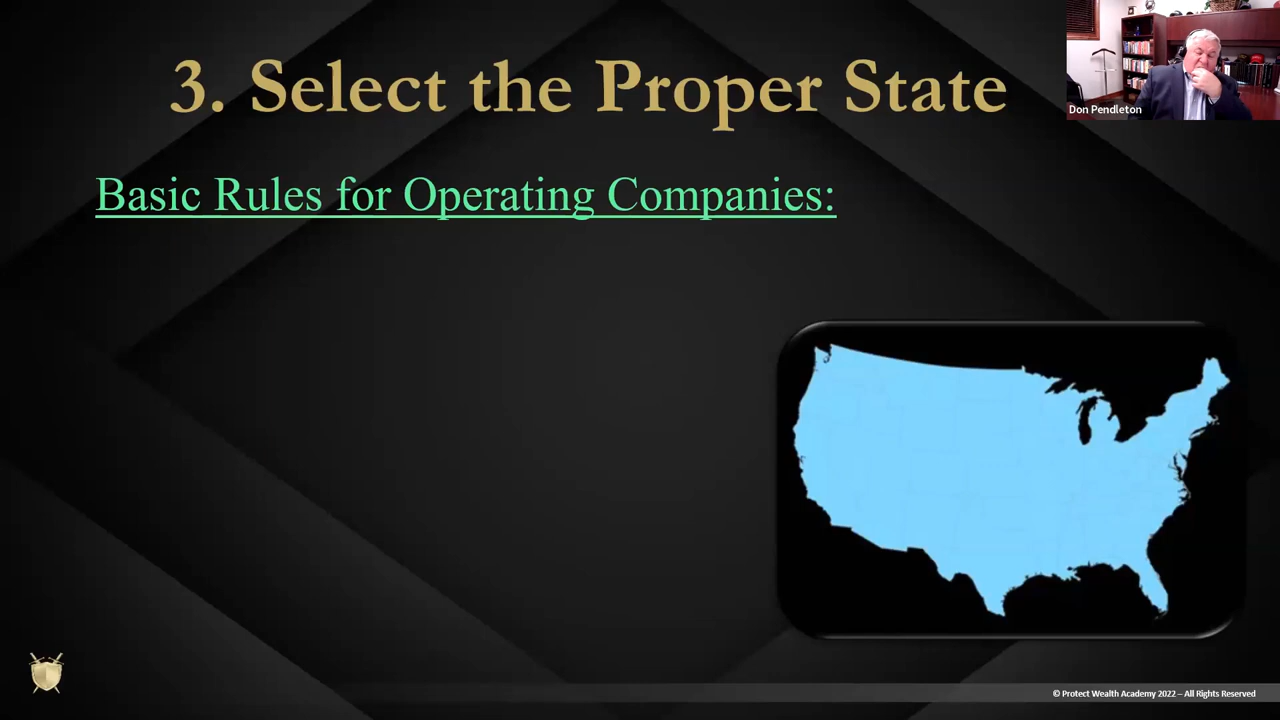 3. Select the Proper State
Don Pendleton
Basic Rules for Operating Companies:
© Protect Wealth Academy 2022 – All Rights Reserved